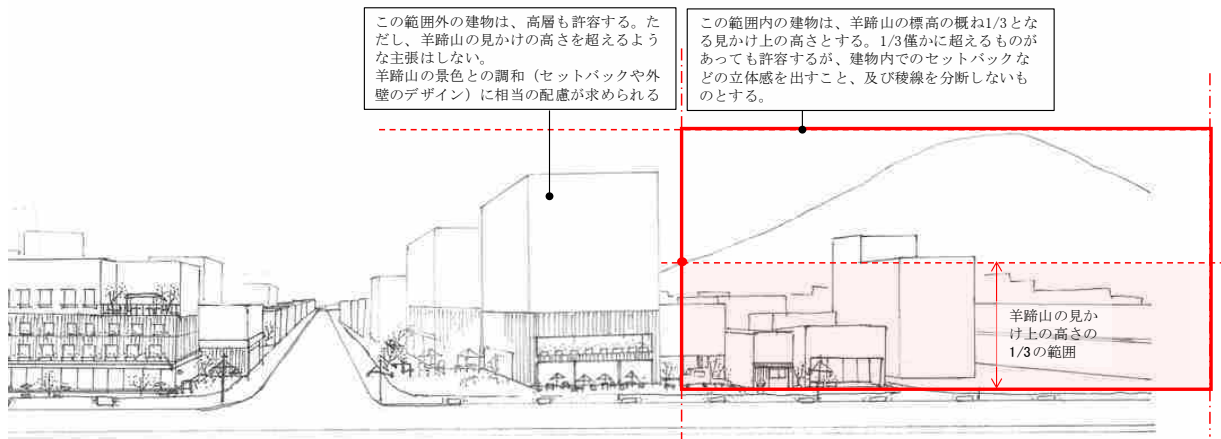 この範囲外の建物は、高層も許容する。た
だし、羊蹄山の見かけの高さを超えるよう
な主張はしない。
羊蹄山の景色との調和（セットバックや外
壁のデザイン）に相当の配慮が求められる
この範囲内の建物は、羊蹄山の標高の概ね1/3とな
る見かけ上の高さとする。1/3僅かに超えるものが
あっても許容するが、建物内でのセットバックな
どの立体感を出すこと、及び稜線を分断しないも
のとする。
羊蹄山の見か
け上の高さの
1/3の範囲